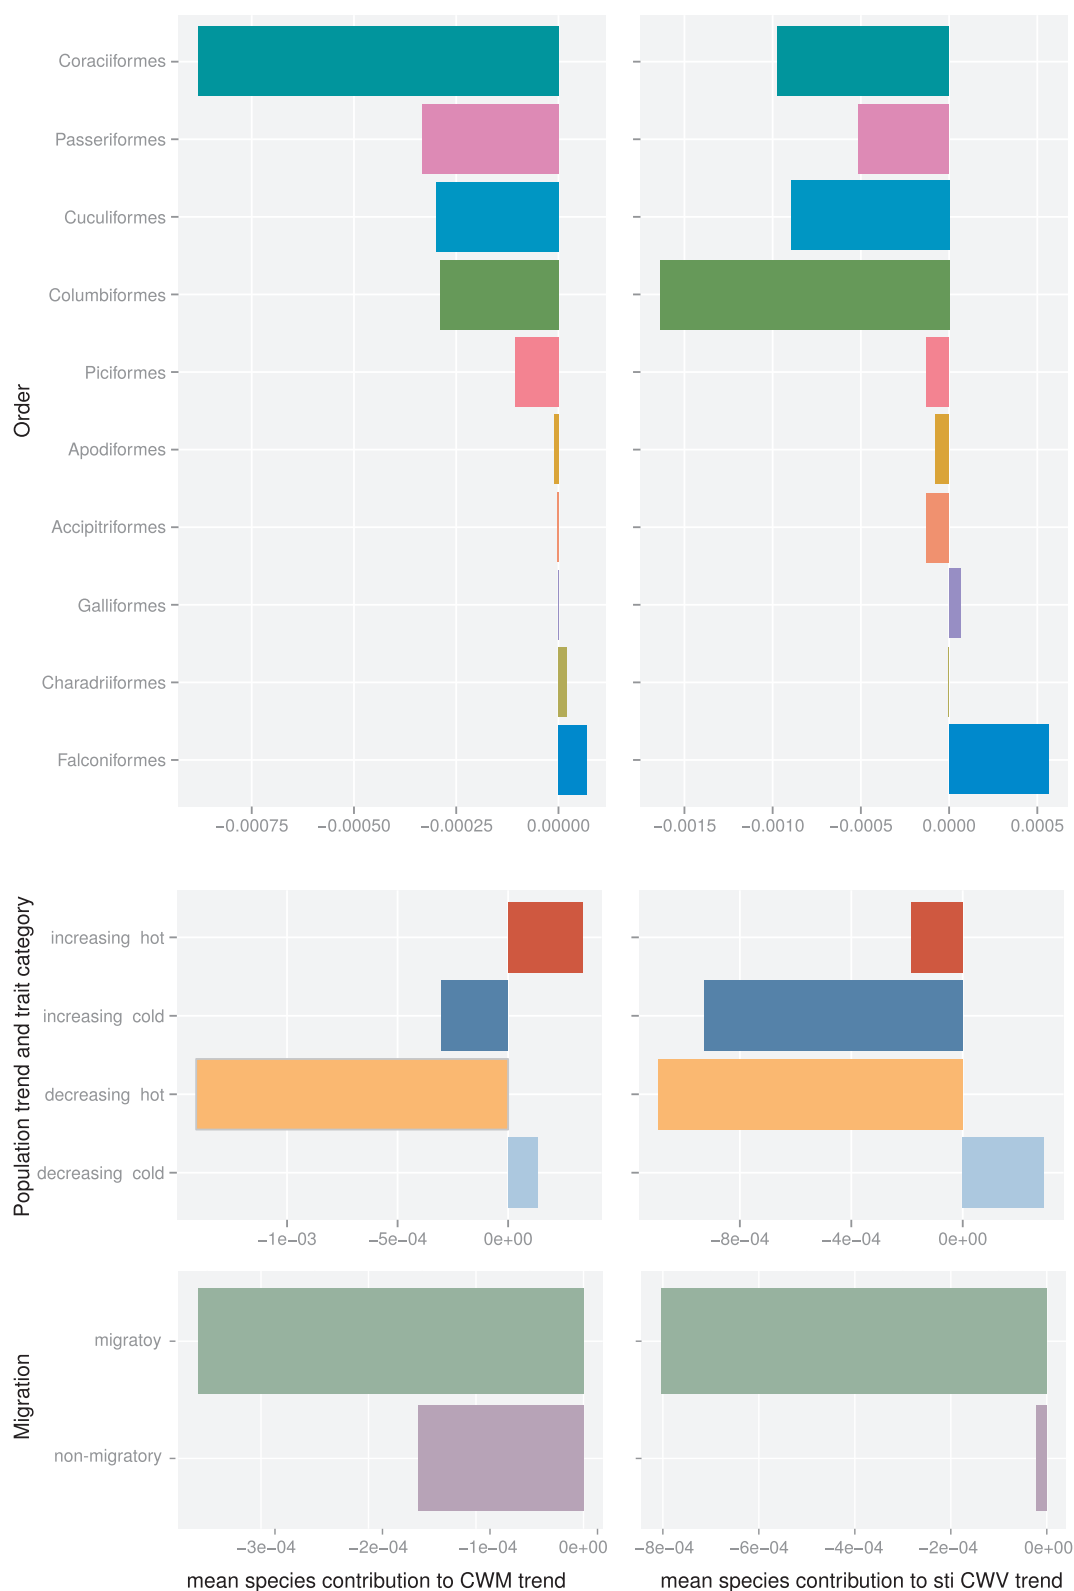 Order
Coraciiformes
Passeriformes
Cuculiformes
Columbiformes
Piciformes
Apodiformes
Accipitriformes
Galliformes
Charadriiformes
Falconiformes
−0.00075 −0.00050 −0.00025 0.00000
−0.0015 −0.0010 −0.0005 0.0000 0.0005
Population trend and trait category
increasing hot
increasing cold
decreasing hot
decreasing cold
−1e−03 −5e−04 0e+00
−8e−04 −4e−04 0e+00
Migration
migratoy
non-migratory
−3e−04 −2e−04 −1e−04 0e+00
−8e−04 −6e−04 −4e−04 −2e−04 0e+00
mean species contribution to CWM trend
mean species contribution to sti CWV trend